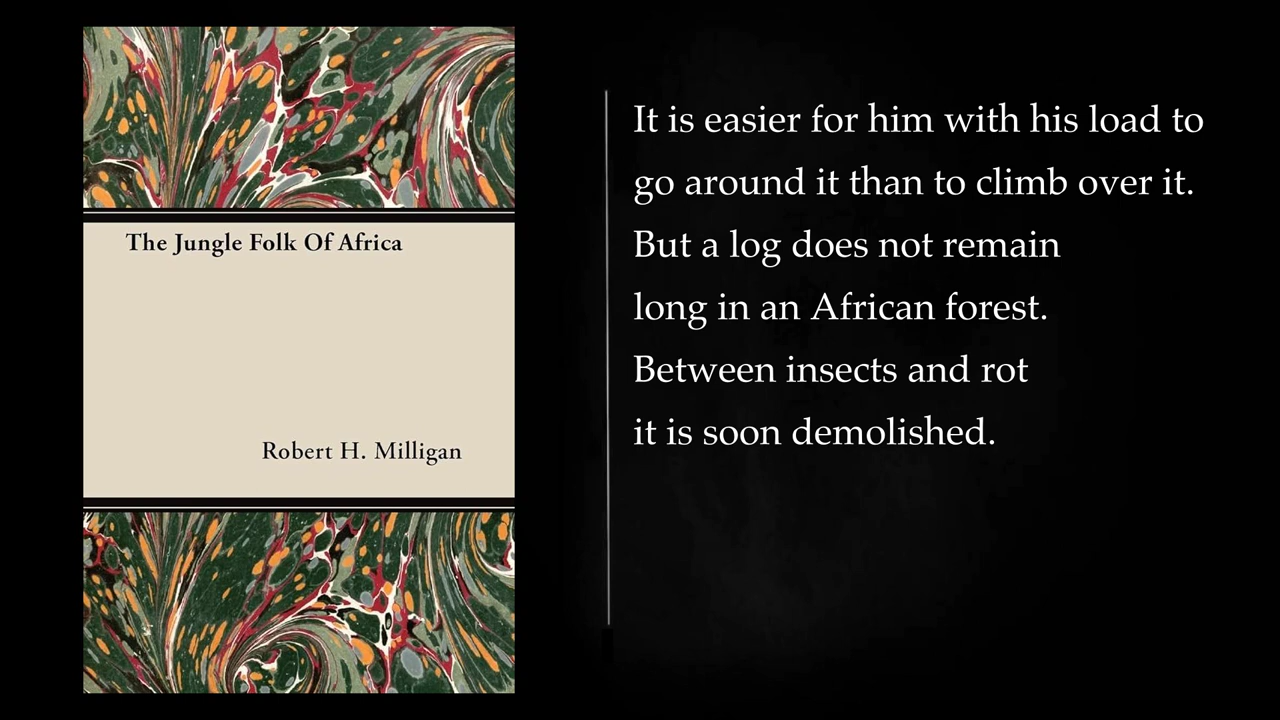 The Jungle Folk Of Africa
Robert H. Milligan
It is easier for him with his load to
go around it than to climb over it.
But a log does not remain
long in an African forest.
Between insects and rot
it is soon demolished.